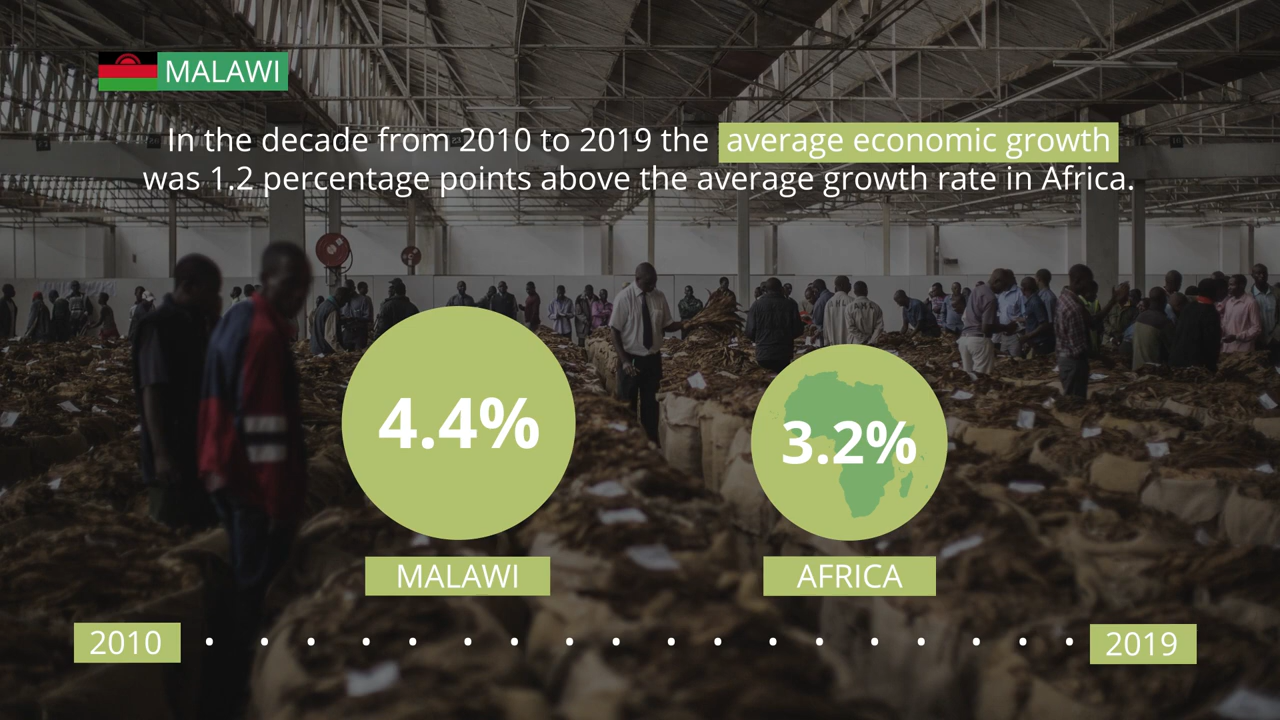 MALAWI
In the decade from 2010 to 2019 the average economic growth
was 1.2 percentage points above the average growth rate in Africa.
4.4%
3.2%
MALAWI
AFRICA
2010
2019